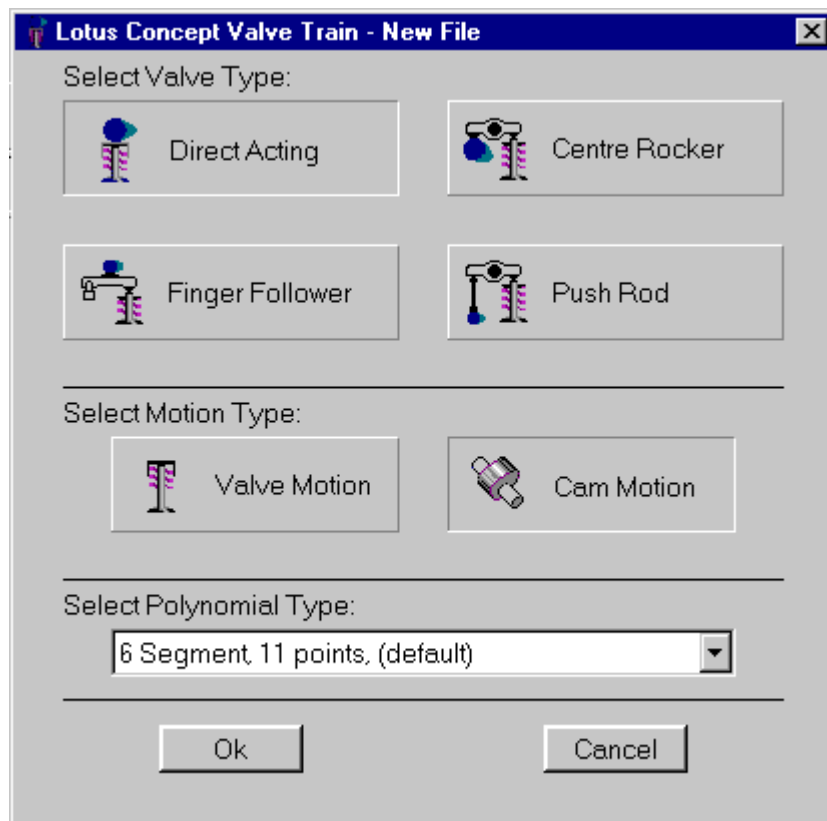 Lotus Concept Valve Train - New File
Select Valve Type:
Direct Acting
Centre Rocker
Finger Follower
Push Rod
Select Motion Type:
Valve Motion
Cam Motion
Select Polynomial Type:
6 Segment, 11 points, (default)
Ok
Cancel